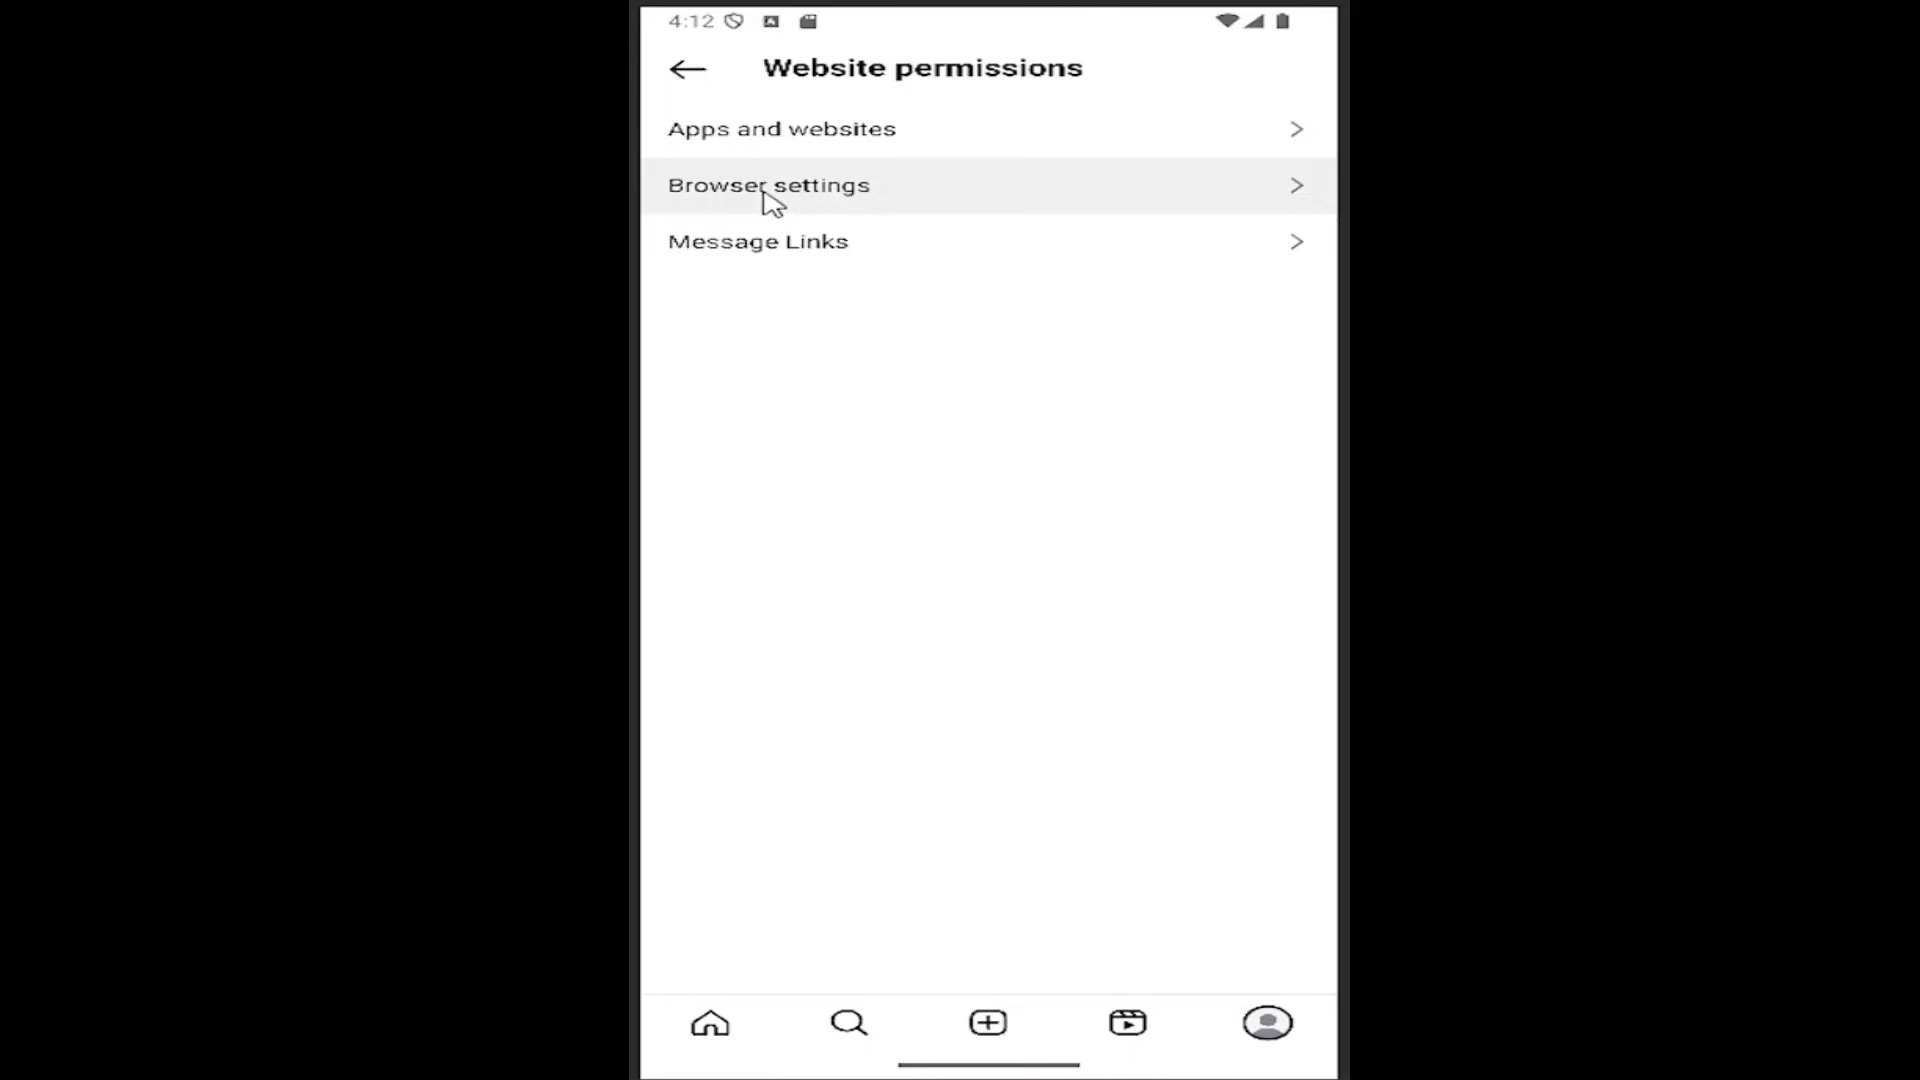 4:12
Website permissions
Apps and websites
Browser settings
Message Links